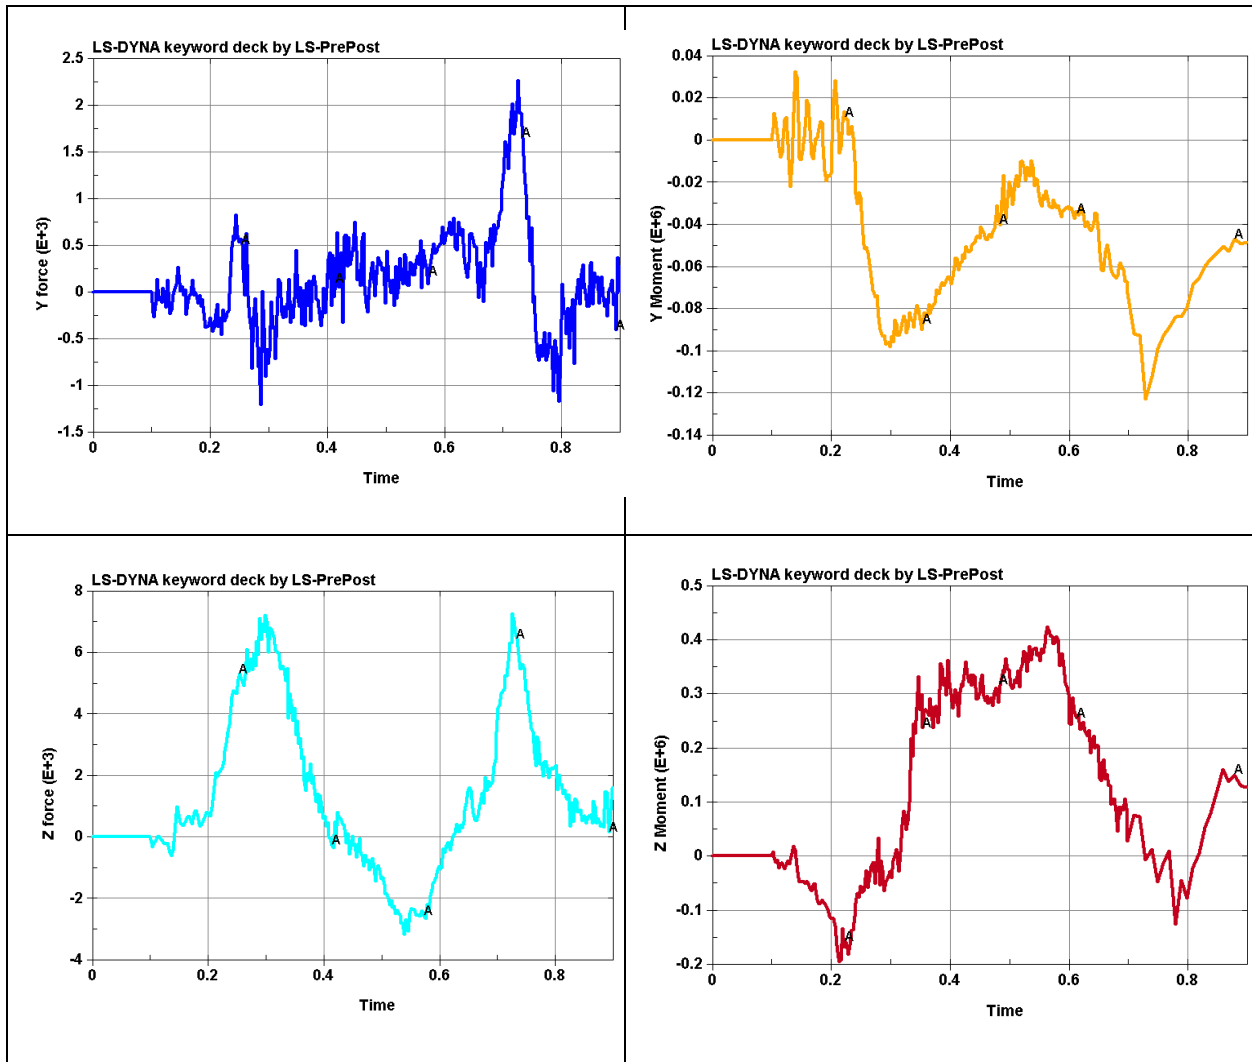 LS-DYNA keyword deck by LS-PrePost
2.5
2
1.5
1
0.5
0
-0.5
-1
-1.5
Y force (E+3)
A
A
A
A
A
0
0.2
0.4
0.6
0.8
Time
LS-DYNA keyword deck by LS-PrePost
0.04
0.02
0
-0.02
-0.04
-0.06
-0.08
-0.1
-0.12
-0.14
Y Moment (E+6)
A
A
A
A
A
0
0.2
0.4
0.6
0.8
Time
LS-DYNA keyword deck by LS-PrePost
8
6
4
2
0
-2
-4
Z force (E+3)
A
A
A
A
A
0
0.2
0.4
0.6
0.8
Time
LS-DYNA keyword deck by LS-PrePost
0.5
0.4
0.3
0.2
0.1
0
-0.1
-0.2
Z Moment (E+6)
A
A
A
A
A
0
0.2
0.4
0.6
0.8
Time